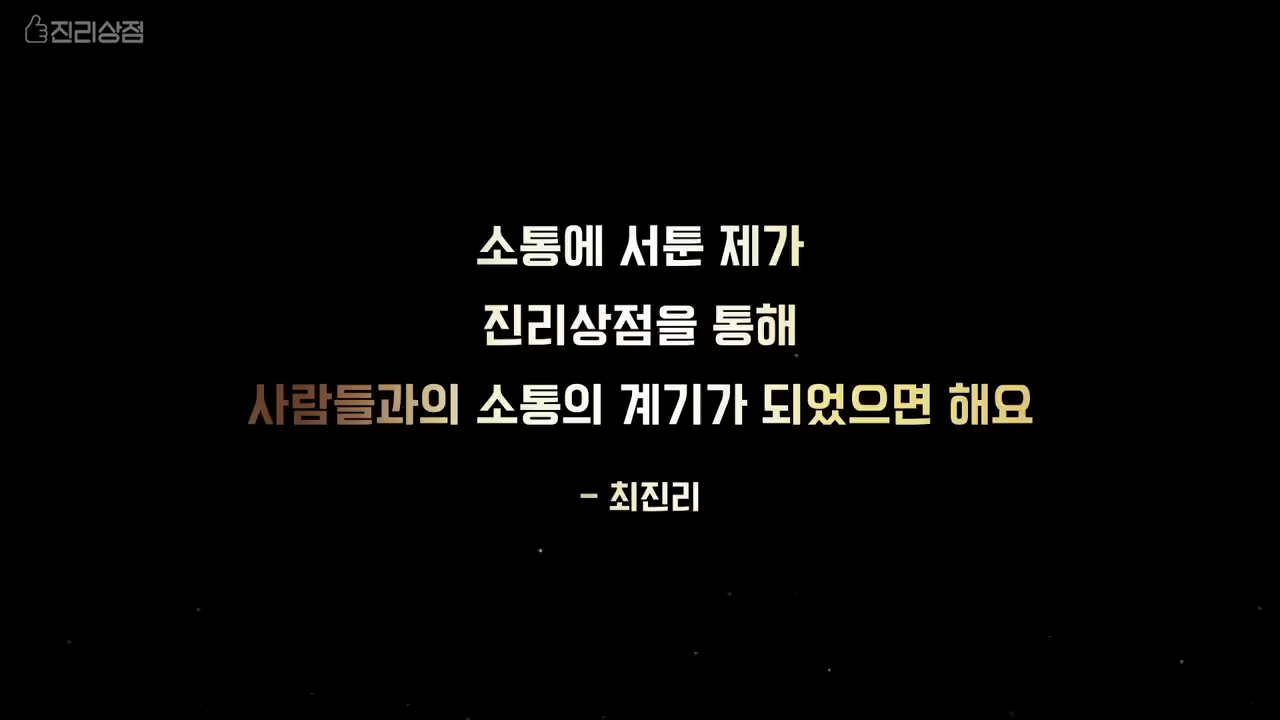 진리상점
소통에 서툰 제가
진리상점을 통해
사람들과의 소통의 계기가 되었으면 해요
- 최진리